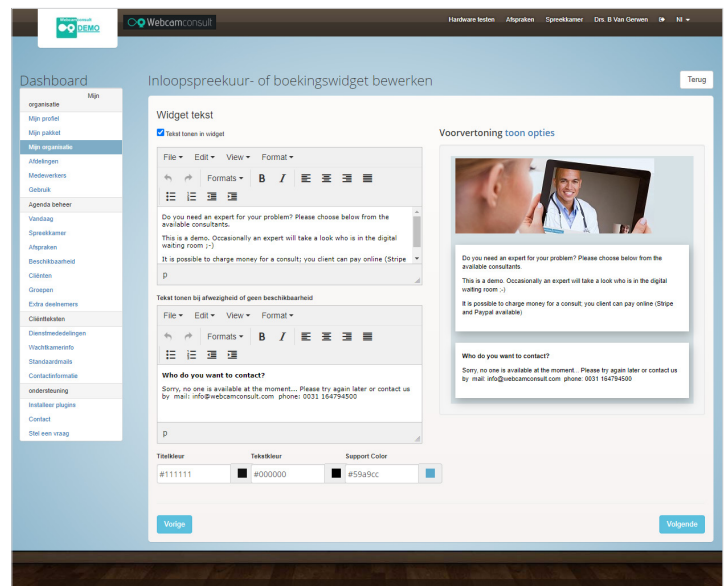 Webcamconsult
DEMO
Webcamconsult
Hardware testen Afspraken Spreekkamer Drs. B Van Gerwen Nl
Dashboard
Mijn organisatie
Mijn profiel
Mijn pakket
Mijn organisatie
Afdelingen
Medewerkers
Gebruik
Agenda beheer
Vandaag
Spreekkamer
Afspraken
Beschikbaarheid
Cliënten
Groepen
Extra deelnemers
Cliëntteksten
Dienstmededelingen
Wachtkamerinfo
Standaardmails
Contactinformatie
ondersteuning
Installeer plugins
Contact
Stel een vraag
Inloopspreekuur- of boekingswidget bewerken
Terug
Widget tekst
Tekst tonen in widget
File Edit View Format
Formats B I
Do you need an expert for your problem? Please choose below from the
available consultants.
This is a demo. Occasionally an expert will take a look who is in the digital
waiting room ;-)
It is possible to charge money for a consult; you client can pay online (Stripe
p
Tekst tonen bij afwezigheid of geen beschikbaarheid
File Edit View Format
Formats B I
Who do you want to contact?
Sorry, no one is available at the moment... Please try again later or contact us
by mail: info@webcamconsult.com phone: 0031 164794500
p
Titelkleur Tekstkleur Support Color
#111111 #000000 #59a9cc
Vorige
Voorvertoning toon opties
Do you need an expert for your problem? Please choose below from the
available consultants.
This is a demo. Occasionally an expert will take a look who is in the digital
waiting room ;-)
It is possible to charge money for a consult; you client can pay online (Stripe
and Paypal available)
Who do you want to contact?
Sorry, no one is available at the moment... Please try again later or contact us
by mail: info@webcamconsult.com phone: 0031 164794500
Volgende